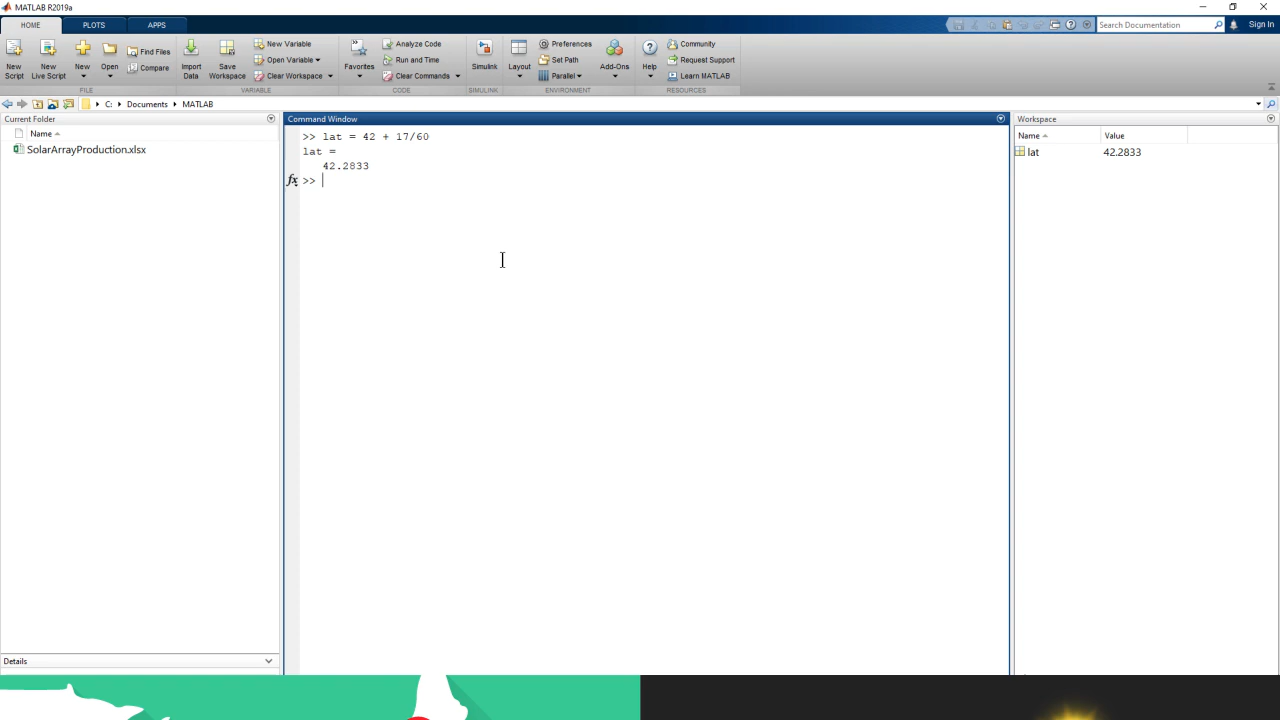 MATLAB R2019a
HOME
PLOTS
APPS
Search Documentation
Sign In
New Script
New Live Script
New
Open
Find Files
Compare
Import Data
Save Workspace
New Variable
Open Variable
Clear Workspace
Favorites
Analyze Code
Run and Time
Clear Commands
Simulink
Layout
Preferences
Set Path
Parallel
Add-Ons
Help
Community
Request Support
Learn MATLAB
FILE
VARIABLE
CODE
SIMULINK
ENVIRONMENT
RESOURCES
C: Documents MATLAB
Current Folder
Name
SolarArrayProduction.xlsx
Details
Command Window
>> lat = 42 + 17/60
lat =
42.2833
fx >>
Workspace
Name Value
lat 42.2833